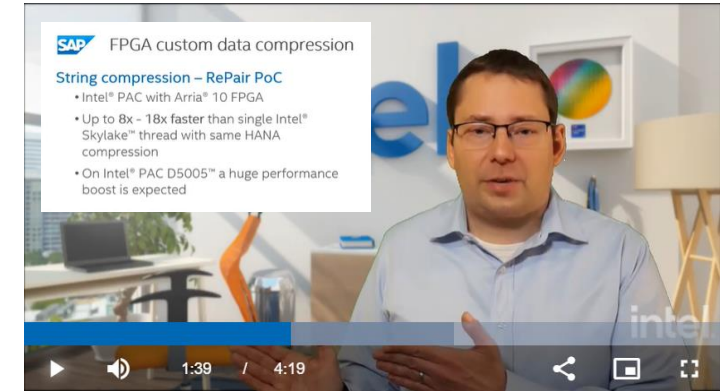 SAP FPGA custom data compression
String compression – RePair PoC
• Intel® PAC with Arria® 10 FPGA
• Up to 8x - 18x faster than single Intel®
Skylake™ thread with same HANA
compression
• On Intel® PAC D5005™ a huge performance
boost is expected
el
intel.
1:39 / 4:19